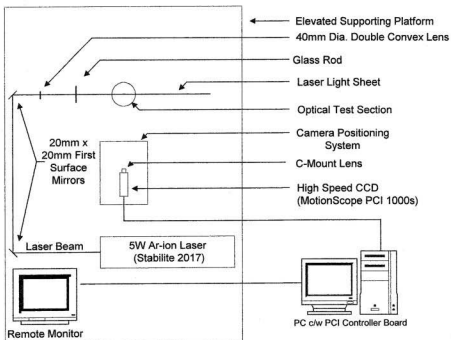 Elevated Supporting Platform
40mm Dia. Double Convex Lens
Glass Rod
Laser Light Sheet
Optical Test Section
Camera Positioning
System
20mm x
20mm First
Surface
Mirrors
C-Mount Lens
High Speed CCD
(MotionScope PCI 1000s)
Laser Beam
5W Ar-ion Laser
(Stabilite 2017)
Remote Monitor
PC c/w PCI Controller Board